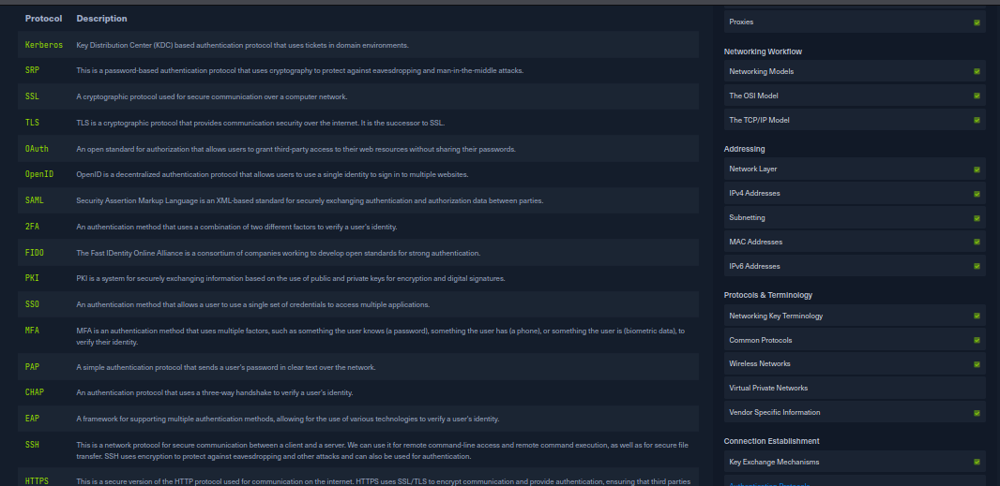 Protocol Description
Kerberos Key Distribution Center (KDC) based authentication protocol that uses tickets in domain environments.
SRP This is a password-based authentication protocol that uses cryptography to protect against eavesdropping and man-in-the-middle attacks.
SSL A cryptographic protocol used for secure communication over a computer network.
TLS TLS is a cryptographic protocol that provides communication security over the internet. It is the successor to SSL.
OAuth An open standard for authorization that allows users to grant third-party access to their web resources without sharing their passwords.
OpenID OpenID is a decentralized authentication protocol that allows users to use a single identity to sign in to multiple websites.
SAML Security Assertion Markup Language is an XML-based standard for securely exchanging authentication and authorization data between parties.
2FA An authentication method that uses a combination of two different factors to verify a user's identity.
FIDO The Fast IDentity Online Alliance is a consortium of companies working to develop open standards for strong authentication.
PKI PKI is a system for securely exchanging information based on the use of public and private keys for encryption and digital signatures.
SSO An authentication method that allows a user to use a single set of credentials to access multiple applications.
MFA MFA is an authentication method that uses multiple factors, such as something the user knows (a password), something the user has (a phone), or something the user is (biometric data), to
verify their identity.
PAP A simple authentication protocol that sends a user's password in clear text over the network.
CHAP An authentication protocol that uses a three-way handshake to verify a user's identity.
EAP A framework for supporting multiple authentication methods, allowing for the use of various technologies to verify a user's identity.
SSH This is a network protocol for secure communication between a client and a server. We can use it for remote command-line access and remote command execution, as well as for secure file
transfer. SSH uses encryption to protect against eavesdropping and other attacks and can also be used for authentication.
HTTPS This is a secure version of the HTTP protocol used for communication on the internet. HTTPS uses SSL/TLS to encrypt communication and provide authentication, ensuring that third parties
Proxies
Networking Workflow
Networking Models
The OSI Model
The TCP/IP Model
Addressing
Network Layer
IPv4 Addresses
Subnetting
MAC Addresses
IPv6 Addresses
Protocols & Terminology
Networking Key Terminology
Common Protocols
Wireless Networks
Virtual Private Networks
Vendor Specific Information
Connection Establishment
Key Exchange Mechanisms
Authentication Protocols